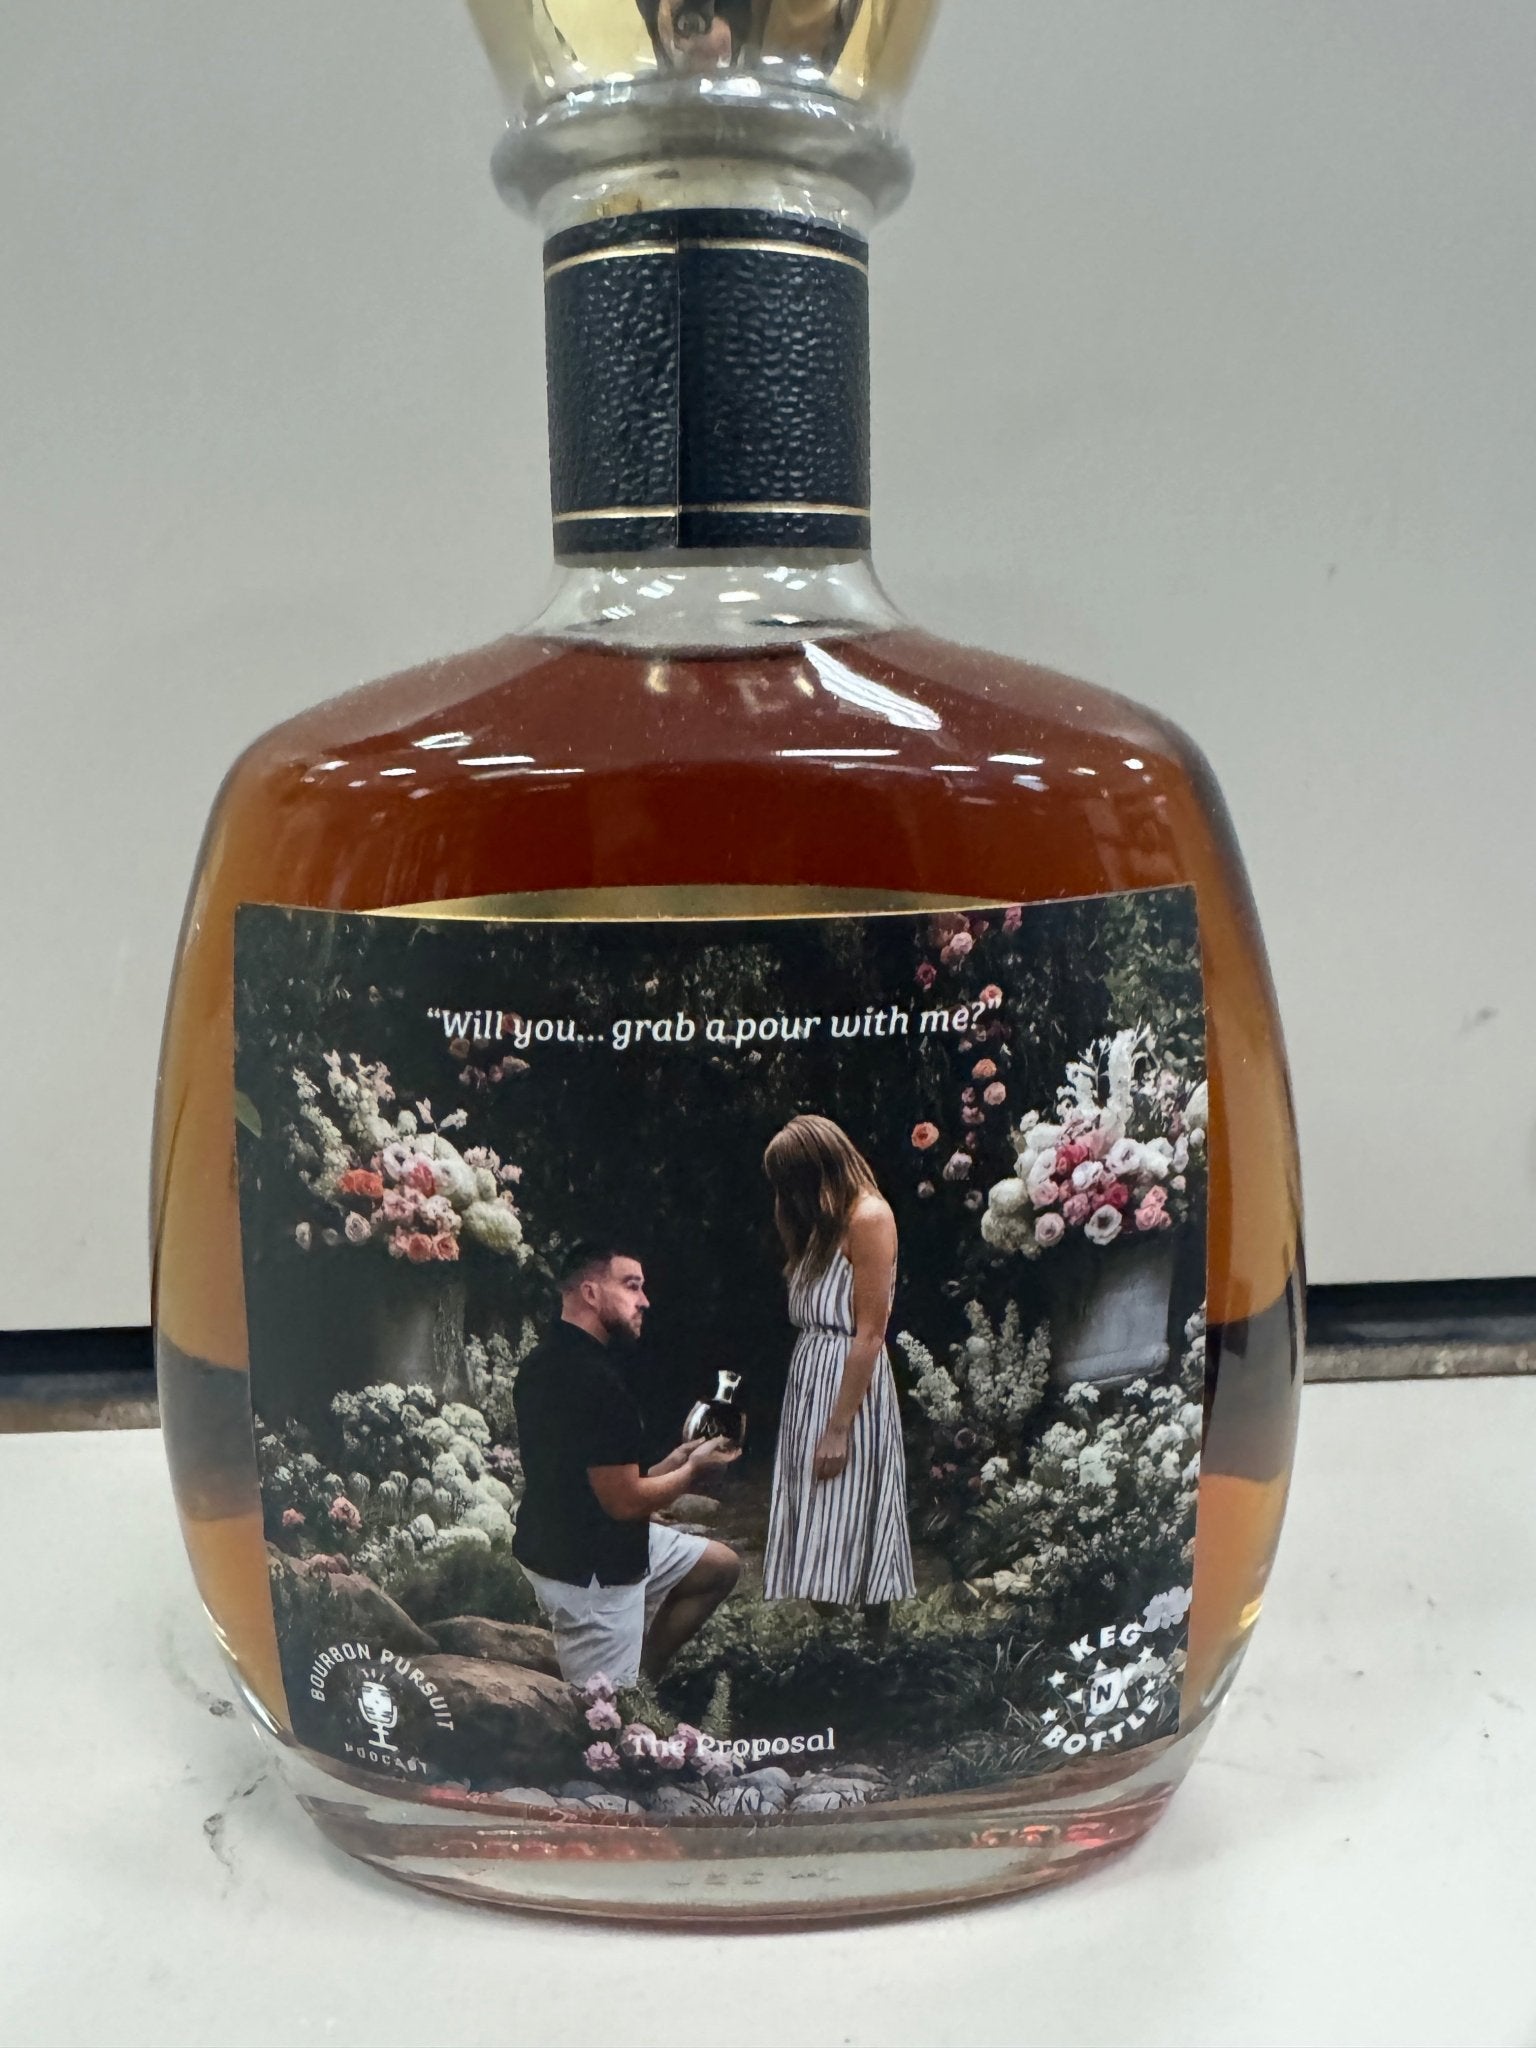 “Will you... grab a pour with me?”
BOURBON PURSUIT
PODCAST
KEG
N
BOTTLE
The Proposal